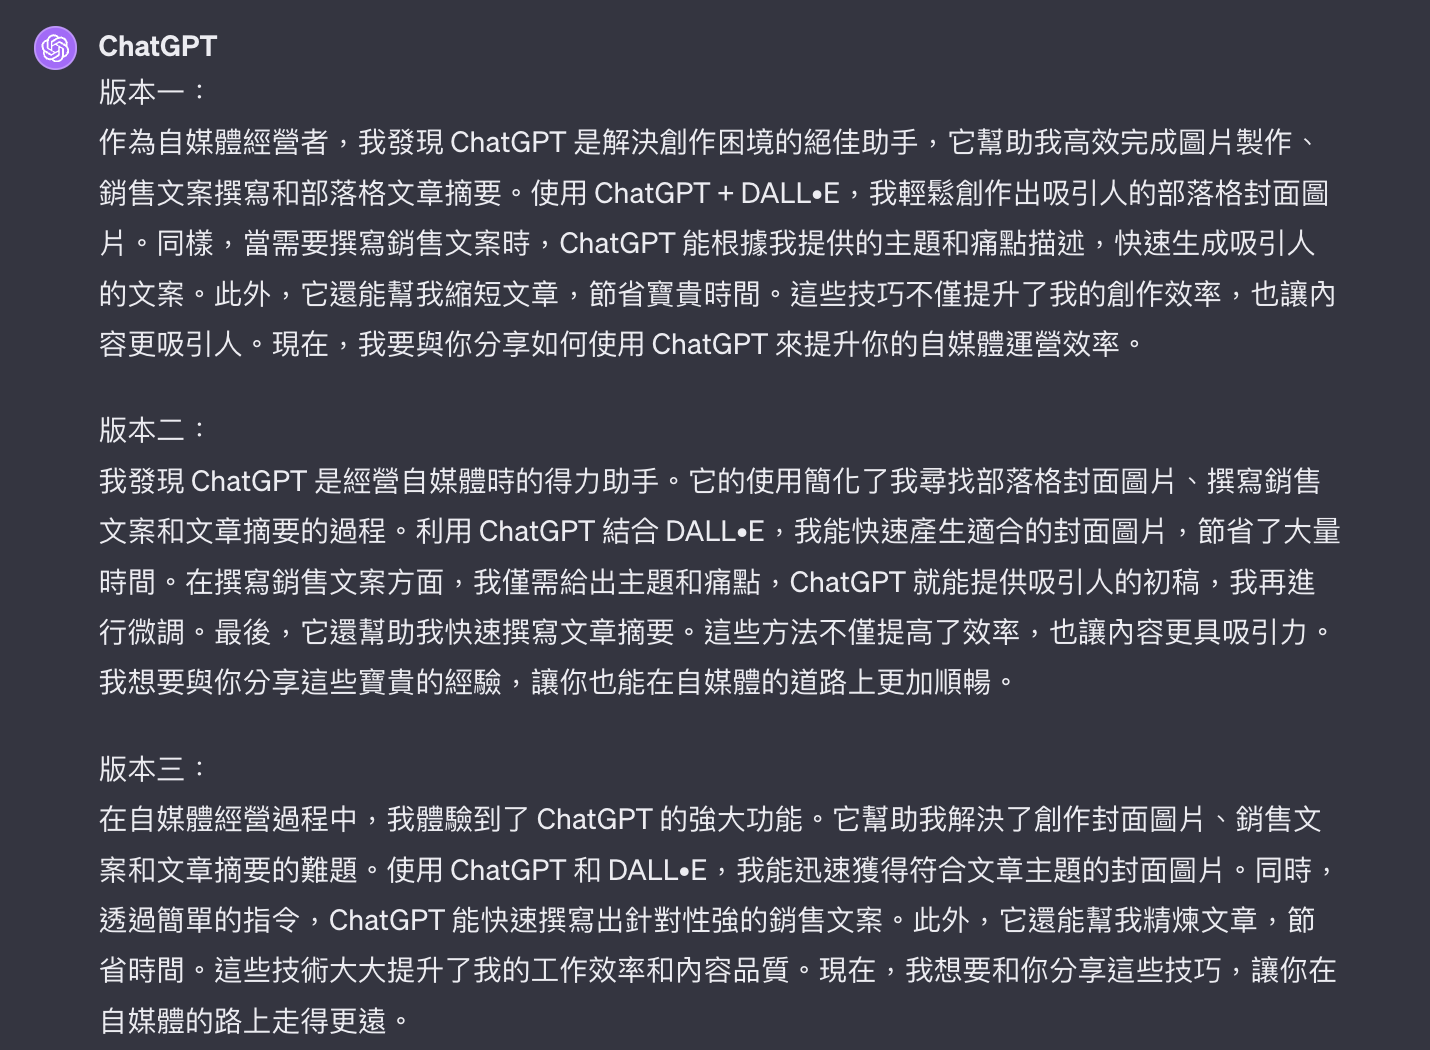 ChatGPT
版本一：
作為自媒體經營者，我發現 ChatGPT 是解決創作困境的絕佳助手，它幫助我高效完成圖片製作、
銷售文案撰寫和部落格文章摘要。使用 ChatGPT + DALL•E，我輕鬆創作出吸引人的部落格封面圖
片。同樣，當需要撰寫銷售文案時，ChatGPT 能根據我提供的主題和痛點描述，快速生成吸引人
的文案。此外，它還能幫我縮短文章，節省寶貴時間。這些技巧不僅提升了我的創作效率，也讓內
容更吸引人。現在，我要與你分享如何使用 ChatGPT 來提升你的自媒體運營效率。
版本二：
我發現 ChatGPT 是經營自媒體時的得力助手。它的使用簡化了我尋找部落格封面圖片、撰寫銷售
文案和文章摘要的過程。利用 ChatGPT 結合 DALL•E，我能快速產生適合的封面圖片，節省了大量
時間。在撰寫銷售文案方面，我僅需給出主題和痛點，ChatGPT 就能提供吸引人的初稿，我再進
行微調。最後，它還幫助我快速撰寫文章摘要。這些方法不僅提高了效率，也讓內容更具吸引力。
我想要與你分享這些寶貴的經驗，讓你也能在自媒體的道路上更加順暢。
版本三：
在自媒體經營過程中，我體驗到了 ChatGPT 的強大功能。它幫助我解決了創作封面圖片、銷售文
案和文章摘要的難題。使用 ChatGPT 和 DALL•E，我能迅速獲得符合文章主題的封面圖片。同時，
透過簡單的指令，ChatGPT 能快速撰寫出針對性強的銷售文案。此外，它還能幫我精煉文章，節
省時間。這些技術大大提升了我的工作效率和內容品質。現在，我想要和你分享這些技巧，讓你在
自媒體的路上走得更遠。